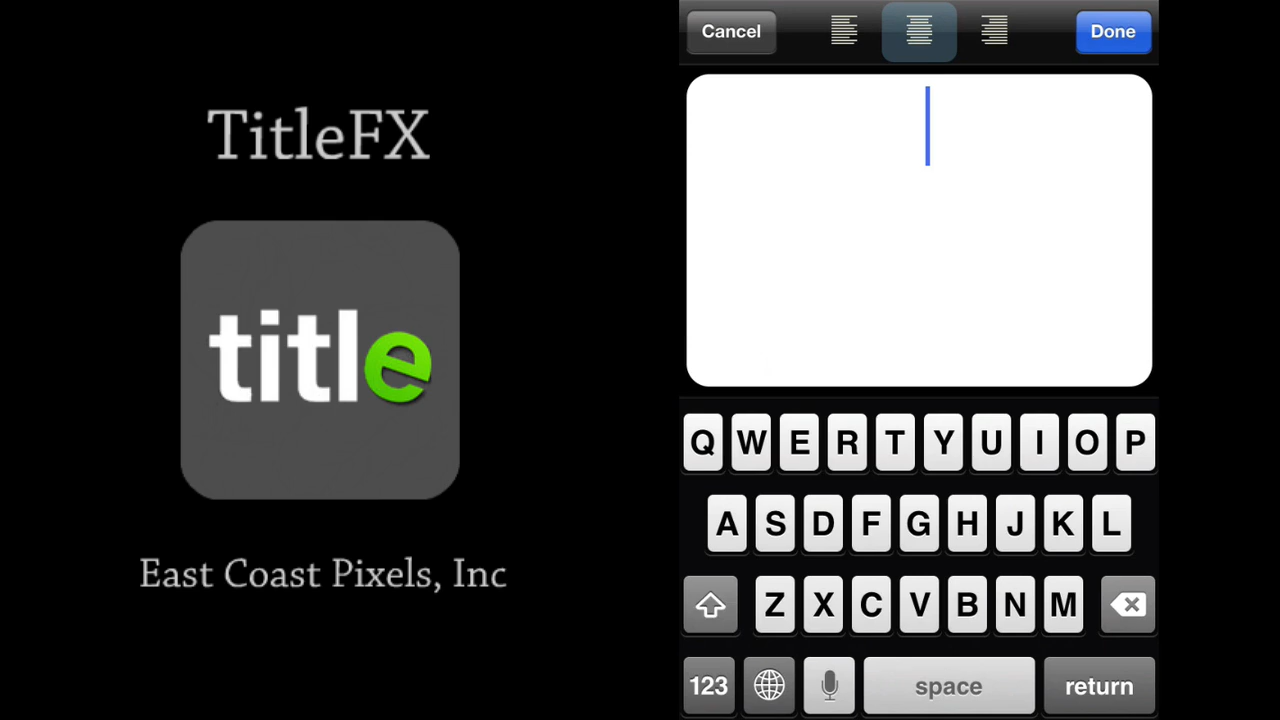 TitleFX
title
East Coast Pixels, Inc
Cancel
Done
Q W E R T Y U I O P
A S D F G H J K L
Z X C V B N M
123 space return